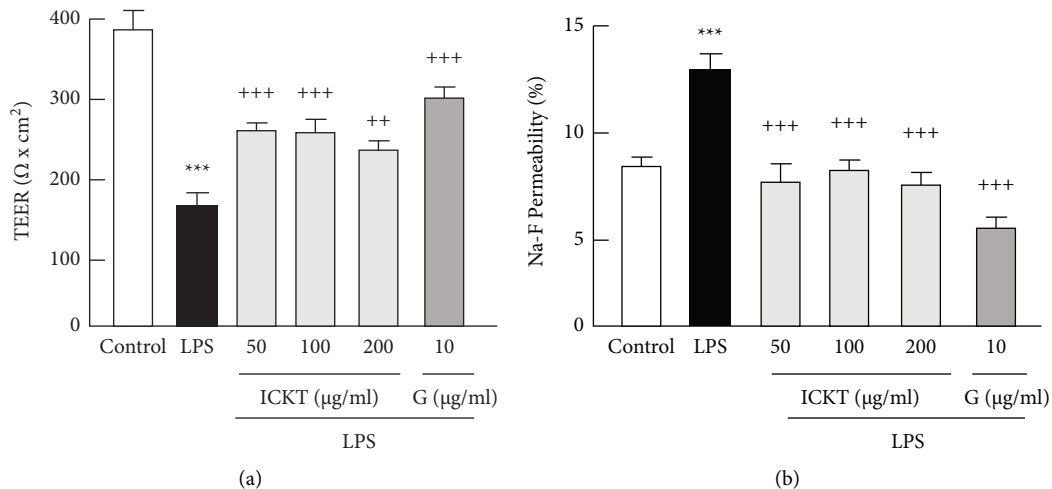 400
300
200
100
0
TEER (Ω x cm²)
***
+++
+++
++
+++
Control LPS 50 100 200 10
ICKT (μg/ml) G (μg/ml)
LPS
(a)
15
10
5
0
Na-F Permeability (%)
***
+++
+++
+++
+++
Control LPS 50 100 200 10
ICKT (μg/ml) G (μg/ml)
LPS
(b)